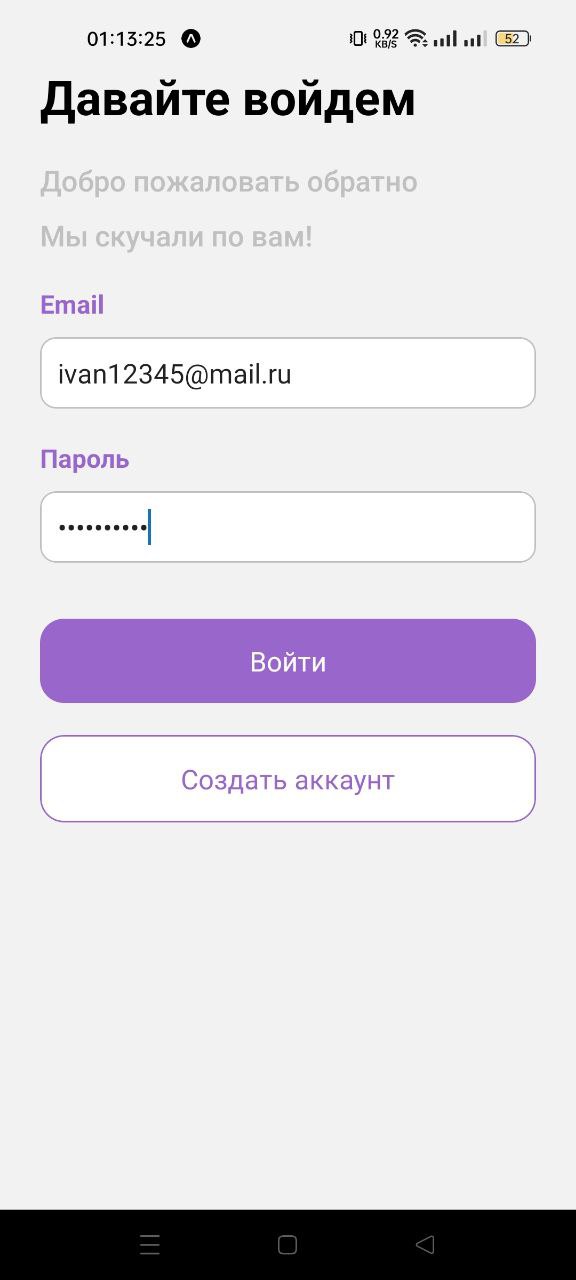 01:13:25 0.92 KB/S 52
Давайте войдем
Добро пожаловать обратно
Мы скучали по вам!
Email
ivan12345@mail.ru
Пароль
••••••••••
Войти
Создать аккаунт